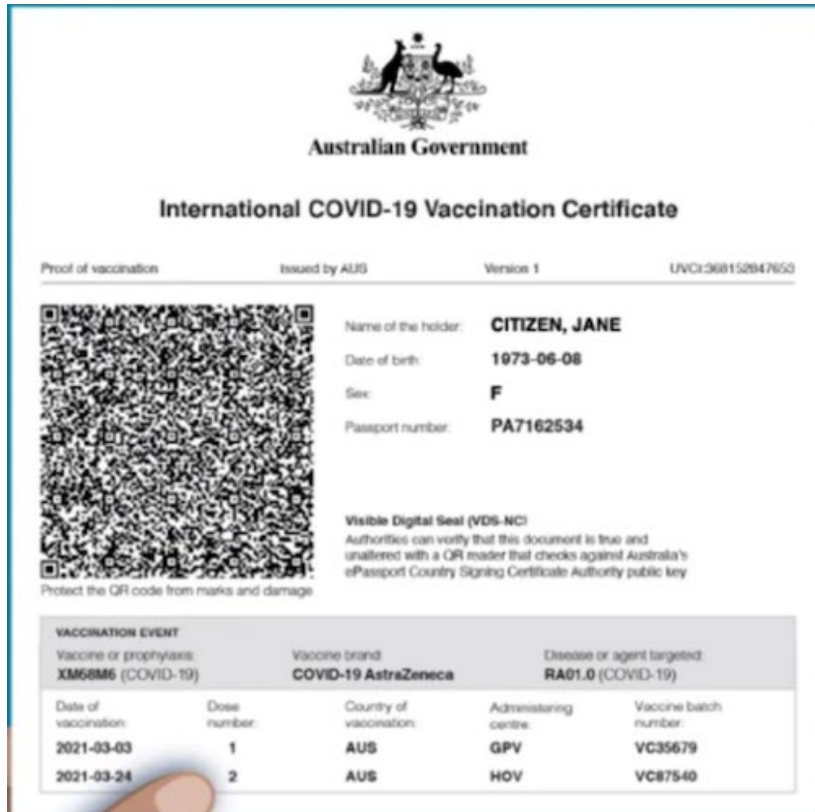 Australian Government
International COVID-19 Vaccination Certificate
Proof of vaccination Issued by AUS Version 1 UVCI:368152847653
Name of the holder: CITIZEN, JANE
Date of birth: 1973-06-08
Sex: F
Passport number: PA7162534
Visible Digital Seal (VDS-NC)
Authorities can verify that this document is true and
unaltered with a QR reader that checks against Australia's
ePassport Country Signing Certificate Authority public key
Protect the QR code from marks and damage
VACCINATION EVENT
Vaccine or prophylaxis: Vaccine brand: Disease or agent targeted:
XM68M6 (COVID-19) COVID-19 AstraZeneca RA01.0 (COVID-19)
Date of Dose Country of Administering Vaccine batch
vaccination: number: vaccination: centre: number:
2021-03-03 1 AUS GPV VC35679
2021-03-24 2 AUS HOV VC87540